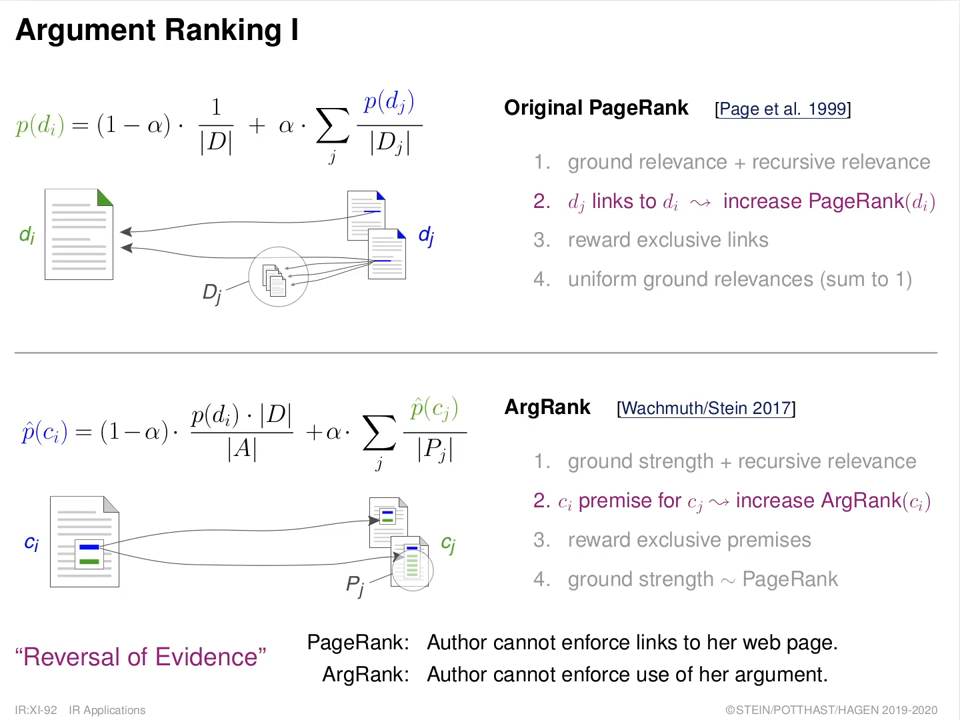 Argument Ranking I
p(d_i) = (1 − α) · 1/|D| + α · ∑_j p(d_j)/|D_j|
Original PageRank [Page et al. 1999]
1. ground relevance + recursive relevance
2. d_j links to d_i ⇝ increase PageRank(d_i)
3. reward exclusive links
4. uniform ground relevances (sum to 1)
d_i
d_j
D_j
p̂(c_i) = (1−α) · p(d_i) · |D|/|A| + α · ∑_j p̂(c_j)/|P_j|
ArgRank [Wachmuth/Stein 2017]
1. ground strength + recursive relevance
2. c_i premise for c_j ⇝ increase ArgRank(c_i)
3. reward exclusive premises
4. ground strength ∼ PageRank
c_i
c_j
P_j
“Reversal of Evidence”
PageRank: Author cannot enforce links to her web page.
ArgRank: Author cannot enforce use of her argument.
IR:XI-92 IR Applications
©STEIN/POTTHAST/HAGEN 2019-2020